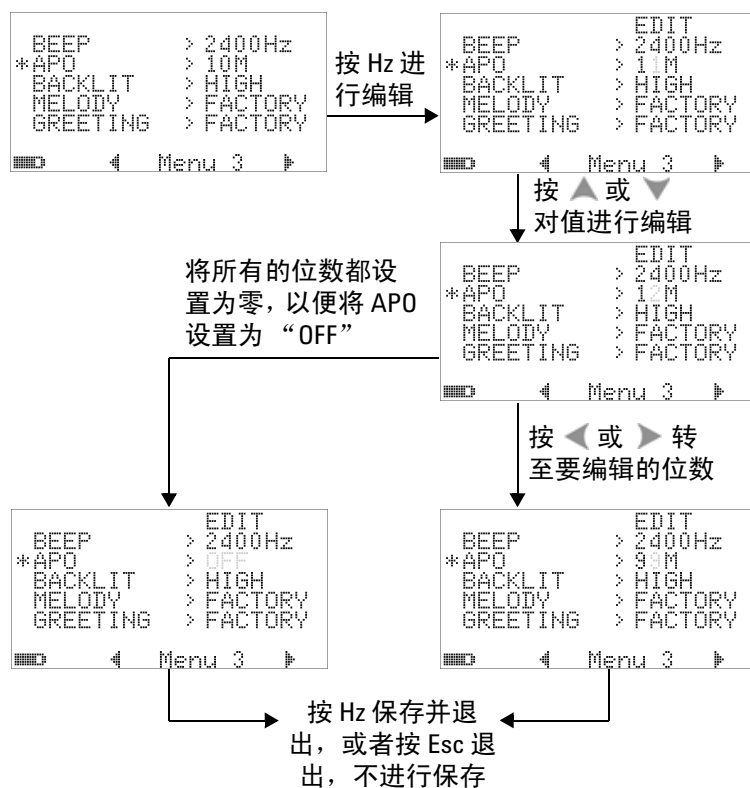 BEEP > 2400Hz
*APO > 10M
BACKLIT > HIGH
MELODY > FACTORY
GREETING > FACTORY
Menu 3
按 Hz 进
行编辑
EDIT
BEEP > 2400Hz
*APO > 11M
BACKLIT > HIGH
MELODY > FACTORY
GREETING > FACTORY
Menu 3
按 ▲ 或 ▼
对值进行编辑
EDIT
BEEP > 2400Hz
*APO > 12M
BACKLIT > HIGH
MELODY > FACTORY
GREETING > FACTORY
Menu 3
将所有的位数都设
置为零，以便将 APO
设置为 “OFF”
按 ◀ 或 ▶ 转
至要编辑的位数
EDIT
BEEP > 2400Hz
*APO > OFF
BACKLIT > HIGH
MELODY > FACTORY
GREETING > FACTORY
Menu 3
EDIT
BEEP > 2400Hz
*APO > 99M
BACKLIT > HIGH
MELODY > FACTORY
GREETING > FACTORY
Menu 3
按 Hz 保存并退
出，或者按 Esc 退
出，不进行保存